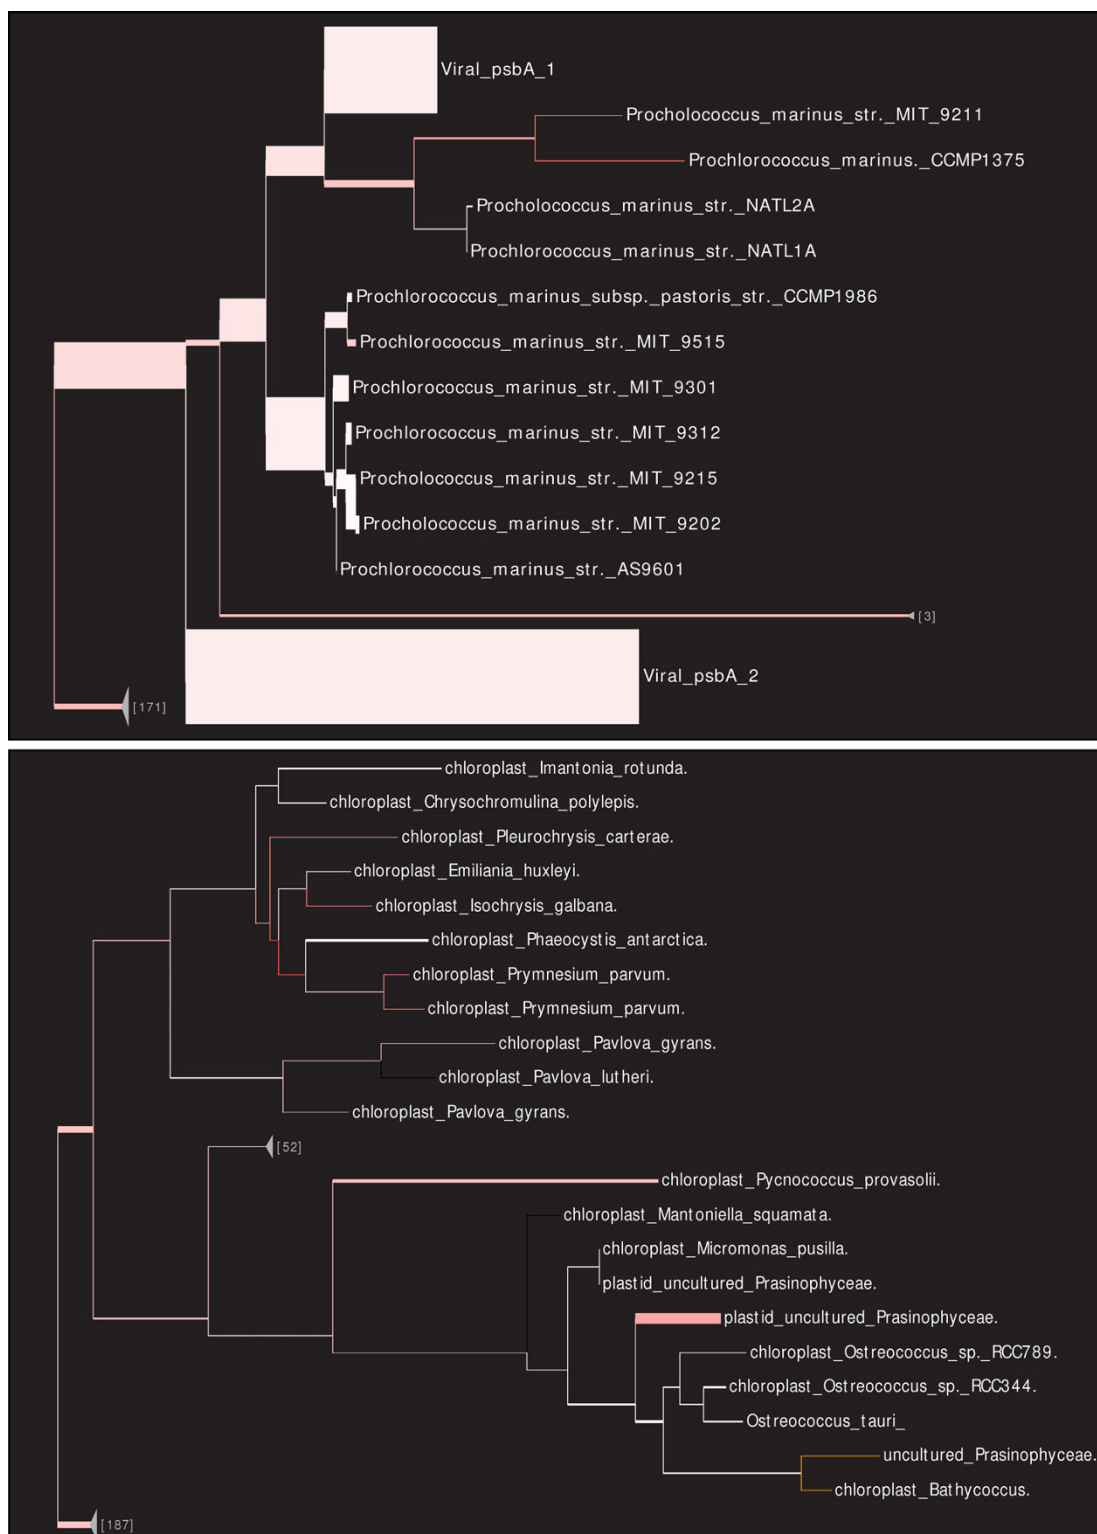 Viral_psbA_1
Procholococcus_marinus_str._MIT_9211
Prochlorococcus_marinus._CCMP1375
Procholococcus_marinus_str._NATL2A
Prochlorococcus_marinus_str._NATL1A
Prochlorococcus_marinus_subsp._pastoris_str._CCMP1986
Prochlorococcus_marinus_str._MIT_9515
Prochlorococcus_marinus_str._MIT_9301
Prochlorococcus_marinus_str._MIT_9312
Procholococcus_marinus_str._MIT_9215
Procholococcus_marinus_str._MIT_9202
Prochlorococcus_marinus_str._AS9601
[3]
Viral_psbA_2
[171]
chloroplast_Imantonia_rotunda.
chloroplast_Chrysochromulina_polylepis.
chloroplast_Pleurochrysis_carterae.
chloroplast_Emiliania_huxleyi.
chloroplast_Isochrysis_galbana.
chloroplast_Phaeocystis_antarctica.
chloroplast_Prymnesium_parvum.
chloroplast_Prymnesium_parvum.
chloroplast_Pavlova_gyrans.
chloroplast_Pavlova_lutheri.
chloroplast_Pavlova_gyrans.
[52]
chloroplast_Pycnococcus_provasolii.
chloroplast_Mantoniella_squamata.
chloroplast_Micromonas_pusilla.
plastid_uncultured_Prasinophyceae.
plastid_uncultured_Prasinophyceae.
chloroplast_Ostreococcus_sp._RCC789.
chloroplast_Ostreococcus_sp._RCC344.
Ostreococcus_tauri_
uncultured_Prasinophyceae.
chloroplast_Bathycoccus.
[187]